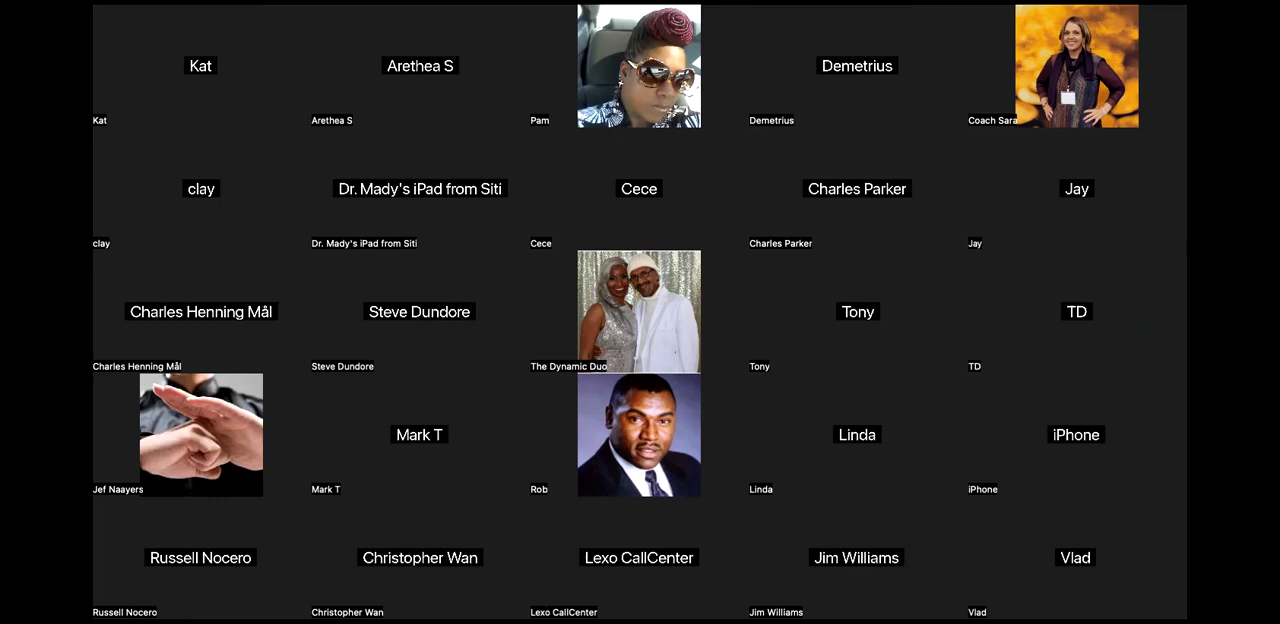 Kat
Arethea S
Demetrius
Kat
Arethea S
Pam
Demetrius
Coach Sara
clay
Dr. Mady's iPad from Siti
Cece
Charles Parker
Jay
clay
Dr. Mady's iPad from Siti
Cece
Charles Parker
Jay
Charles Henning Mål
Steve Dundore
Tony
TD
Charles Henning Mål
Steve Dundore
The Dynamic Duo
Tony
TD
Mark T
Linda
iPhone
Jef Naayers
Mark T
Rob
Linda
iPhone
Russell Nocero
Christopher Wan
Lexo CallCenter
Jim Williams
Vlad
Russell Nocero
Christopher Wan
Lexo CallCenter
Jim Williams
Vlad